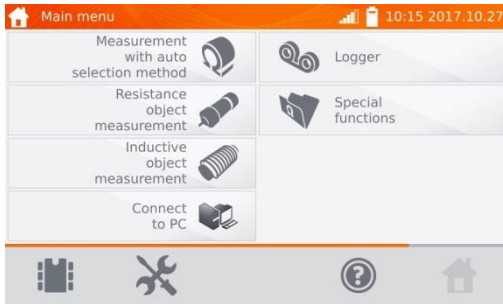 Main menu
10:15 2017.10.27
Measurement
with auto
selection method
Logger
Resistance
object
measurement
Special
functions
Inductive
object
measurement
Connect
to PC
?